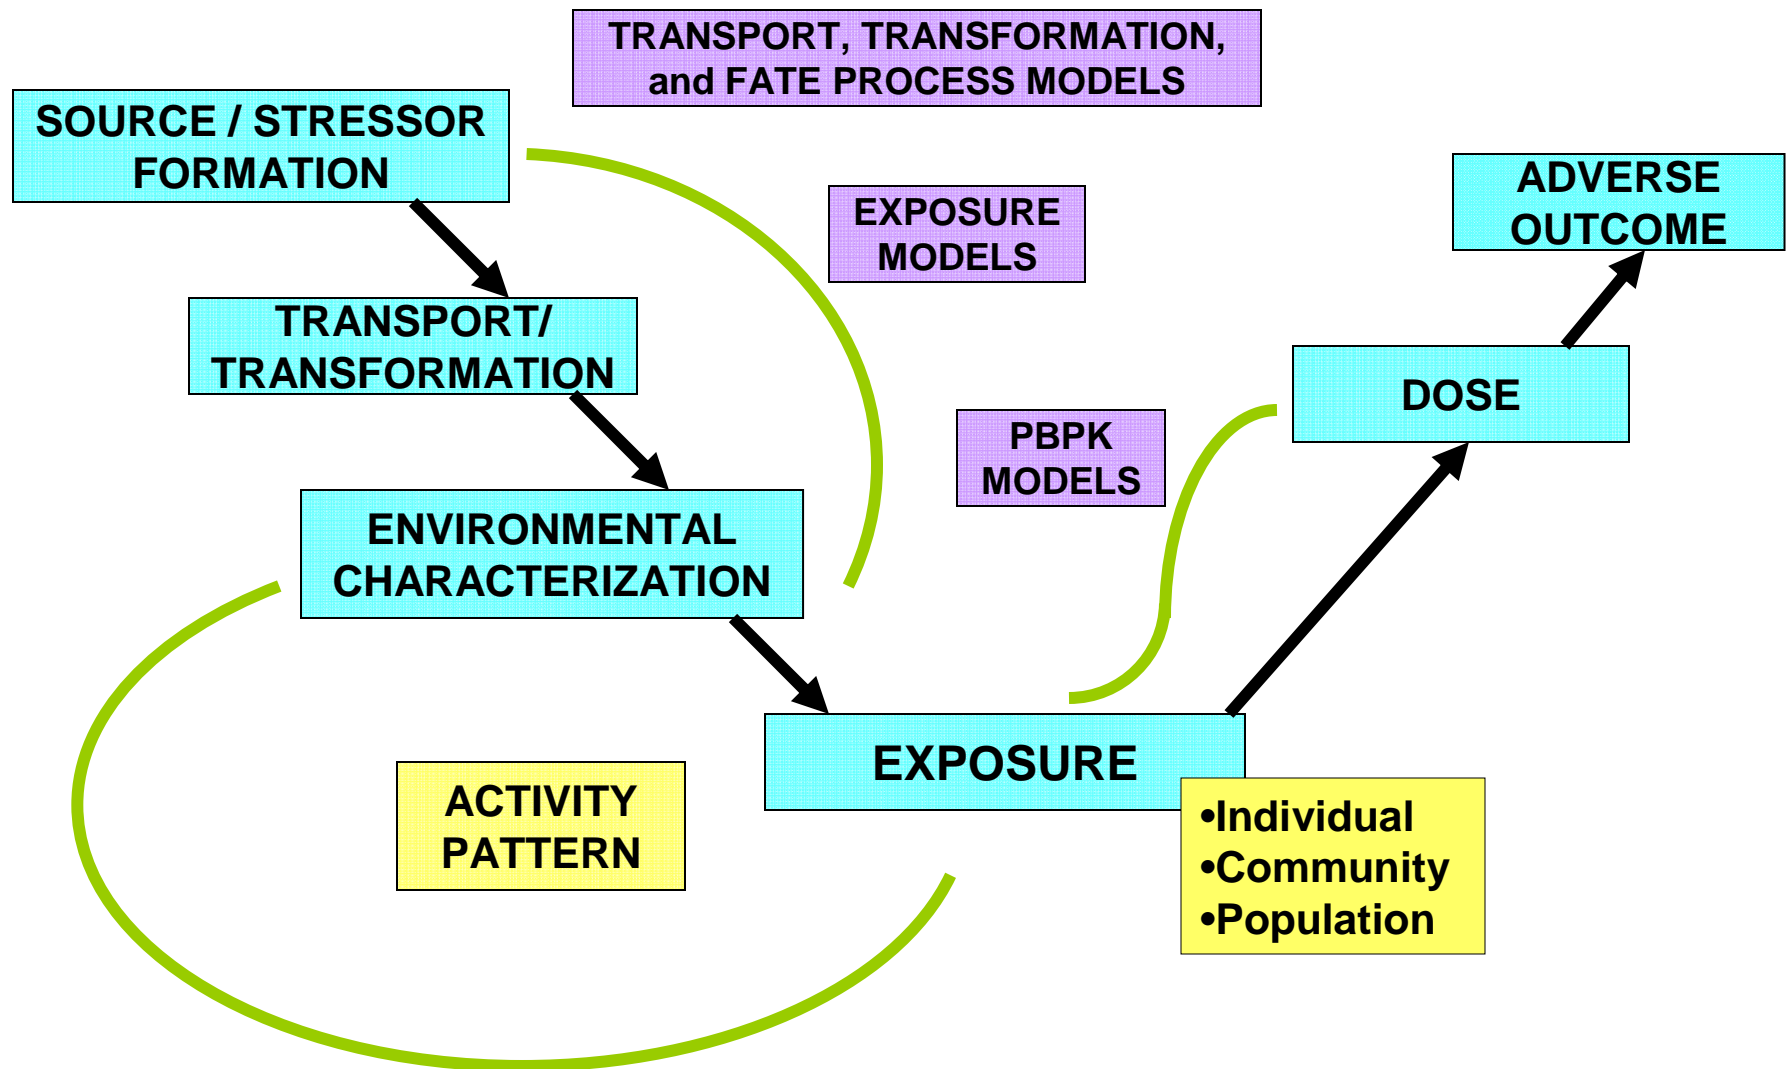 TRANSPORT, TRANSFORMATION,
and FATE PROCESS MODELS
SOURCE / STRESSOR
FORMATION
EXPOSURE
MODELS
ADVERSE
OUTCOME
TRANSPORT/
TRANSFORMATION
DOSE
PBPK
MODELS
ENVIRONMENTAL
CHARACTERIZATION
EXPOSURE
ACTIVITY
PATTERN
•Individual
•Community
•Population